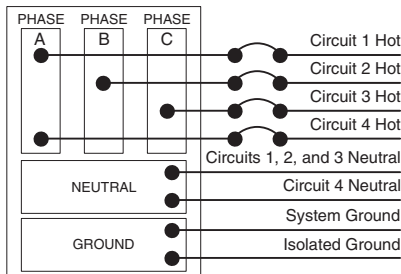 PHASE PHASE PHASE
A B C
Circuit 1 Hot
Circuit 2 Hot
Circuit 3 Hot
Circuit 4 Hot
Circuits 1, 2, and 3 Neutral
NEUTRAL
Circuit 4 Neutral
System Ground
GROUND
Isolated Ground